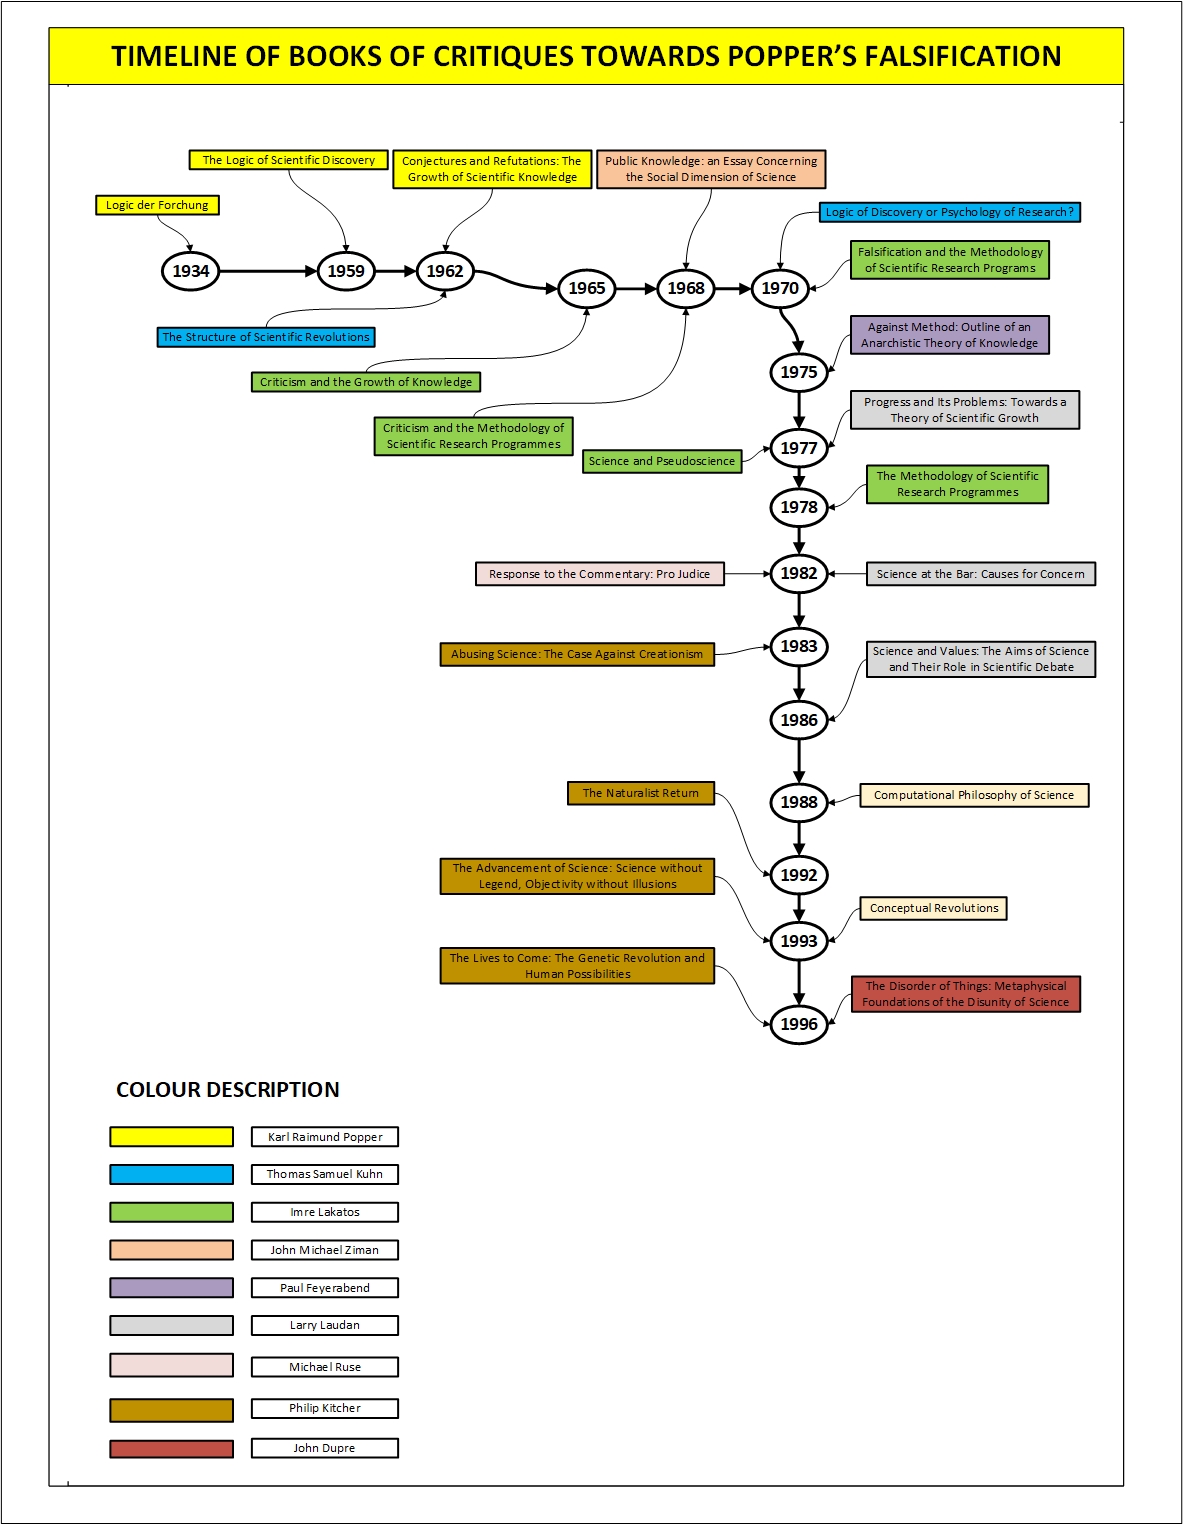 TIMELINE OF BOOKS OF CRITIQUES TOWARDS POPPER'S FALSIFICATION
The Logic of Scientific Discovery
Conjectures and Refutations: The
Growth of Scientific Knowledge
Public Knowledge: an Essay Concerning
the Social Dimension of Science
Logic der Forchung
Logic of Discovery or Psychology of Research?
1934
1959
1962
1965
1968
1970
Falsification and the Methodology
of Scientific Research Programs
The Structure of Scientific Revolutions
Against Method: Outline of an
Anarchistic Theory of Knowledge
1975
Criticism and the Growth of Knowledge
Progress and Its Problems: Towards a
Theory of Scientific Growth
Criticism and the Methodology of
Scientific Research Programmes
1977
Science and Pseudoscience
The Methodology of Scientific
Research Programmes
1978
Response to the Commentary: Pro Judice
1982
Science at the Bar: Causes for Concern
Abusing Science: The Case Against Creationism
1983
Science and Values: The Aims of Science
and Their Role in Scientific Debate
1986
The Naturalist Return
1988
Computational Philosophy of Science
The Advancement of Science: Science without
Legend, Objectivity without Illusions
1992
Conceptual Revolutions
1993
The Lives to Come: The Genetic Revolution and
Human Possibilities
The Disorder of Things: Metaphysical
Foundations of the Disunity of Science
1996
COLOUR DESCRIPTION
Karl Raimund Popper
Thomas Samuel Kuhn
Imre Lakatos
John Michael Ziman
Paul Feyerabend
Larry Laudan
Michael Ruse
Philip Kitcher
John Dupre